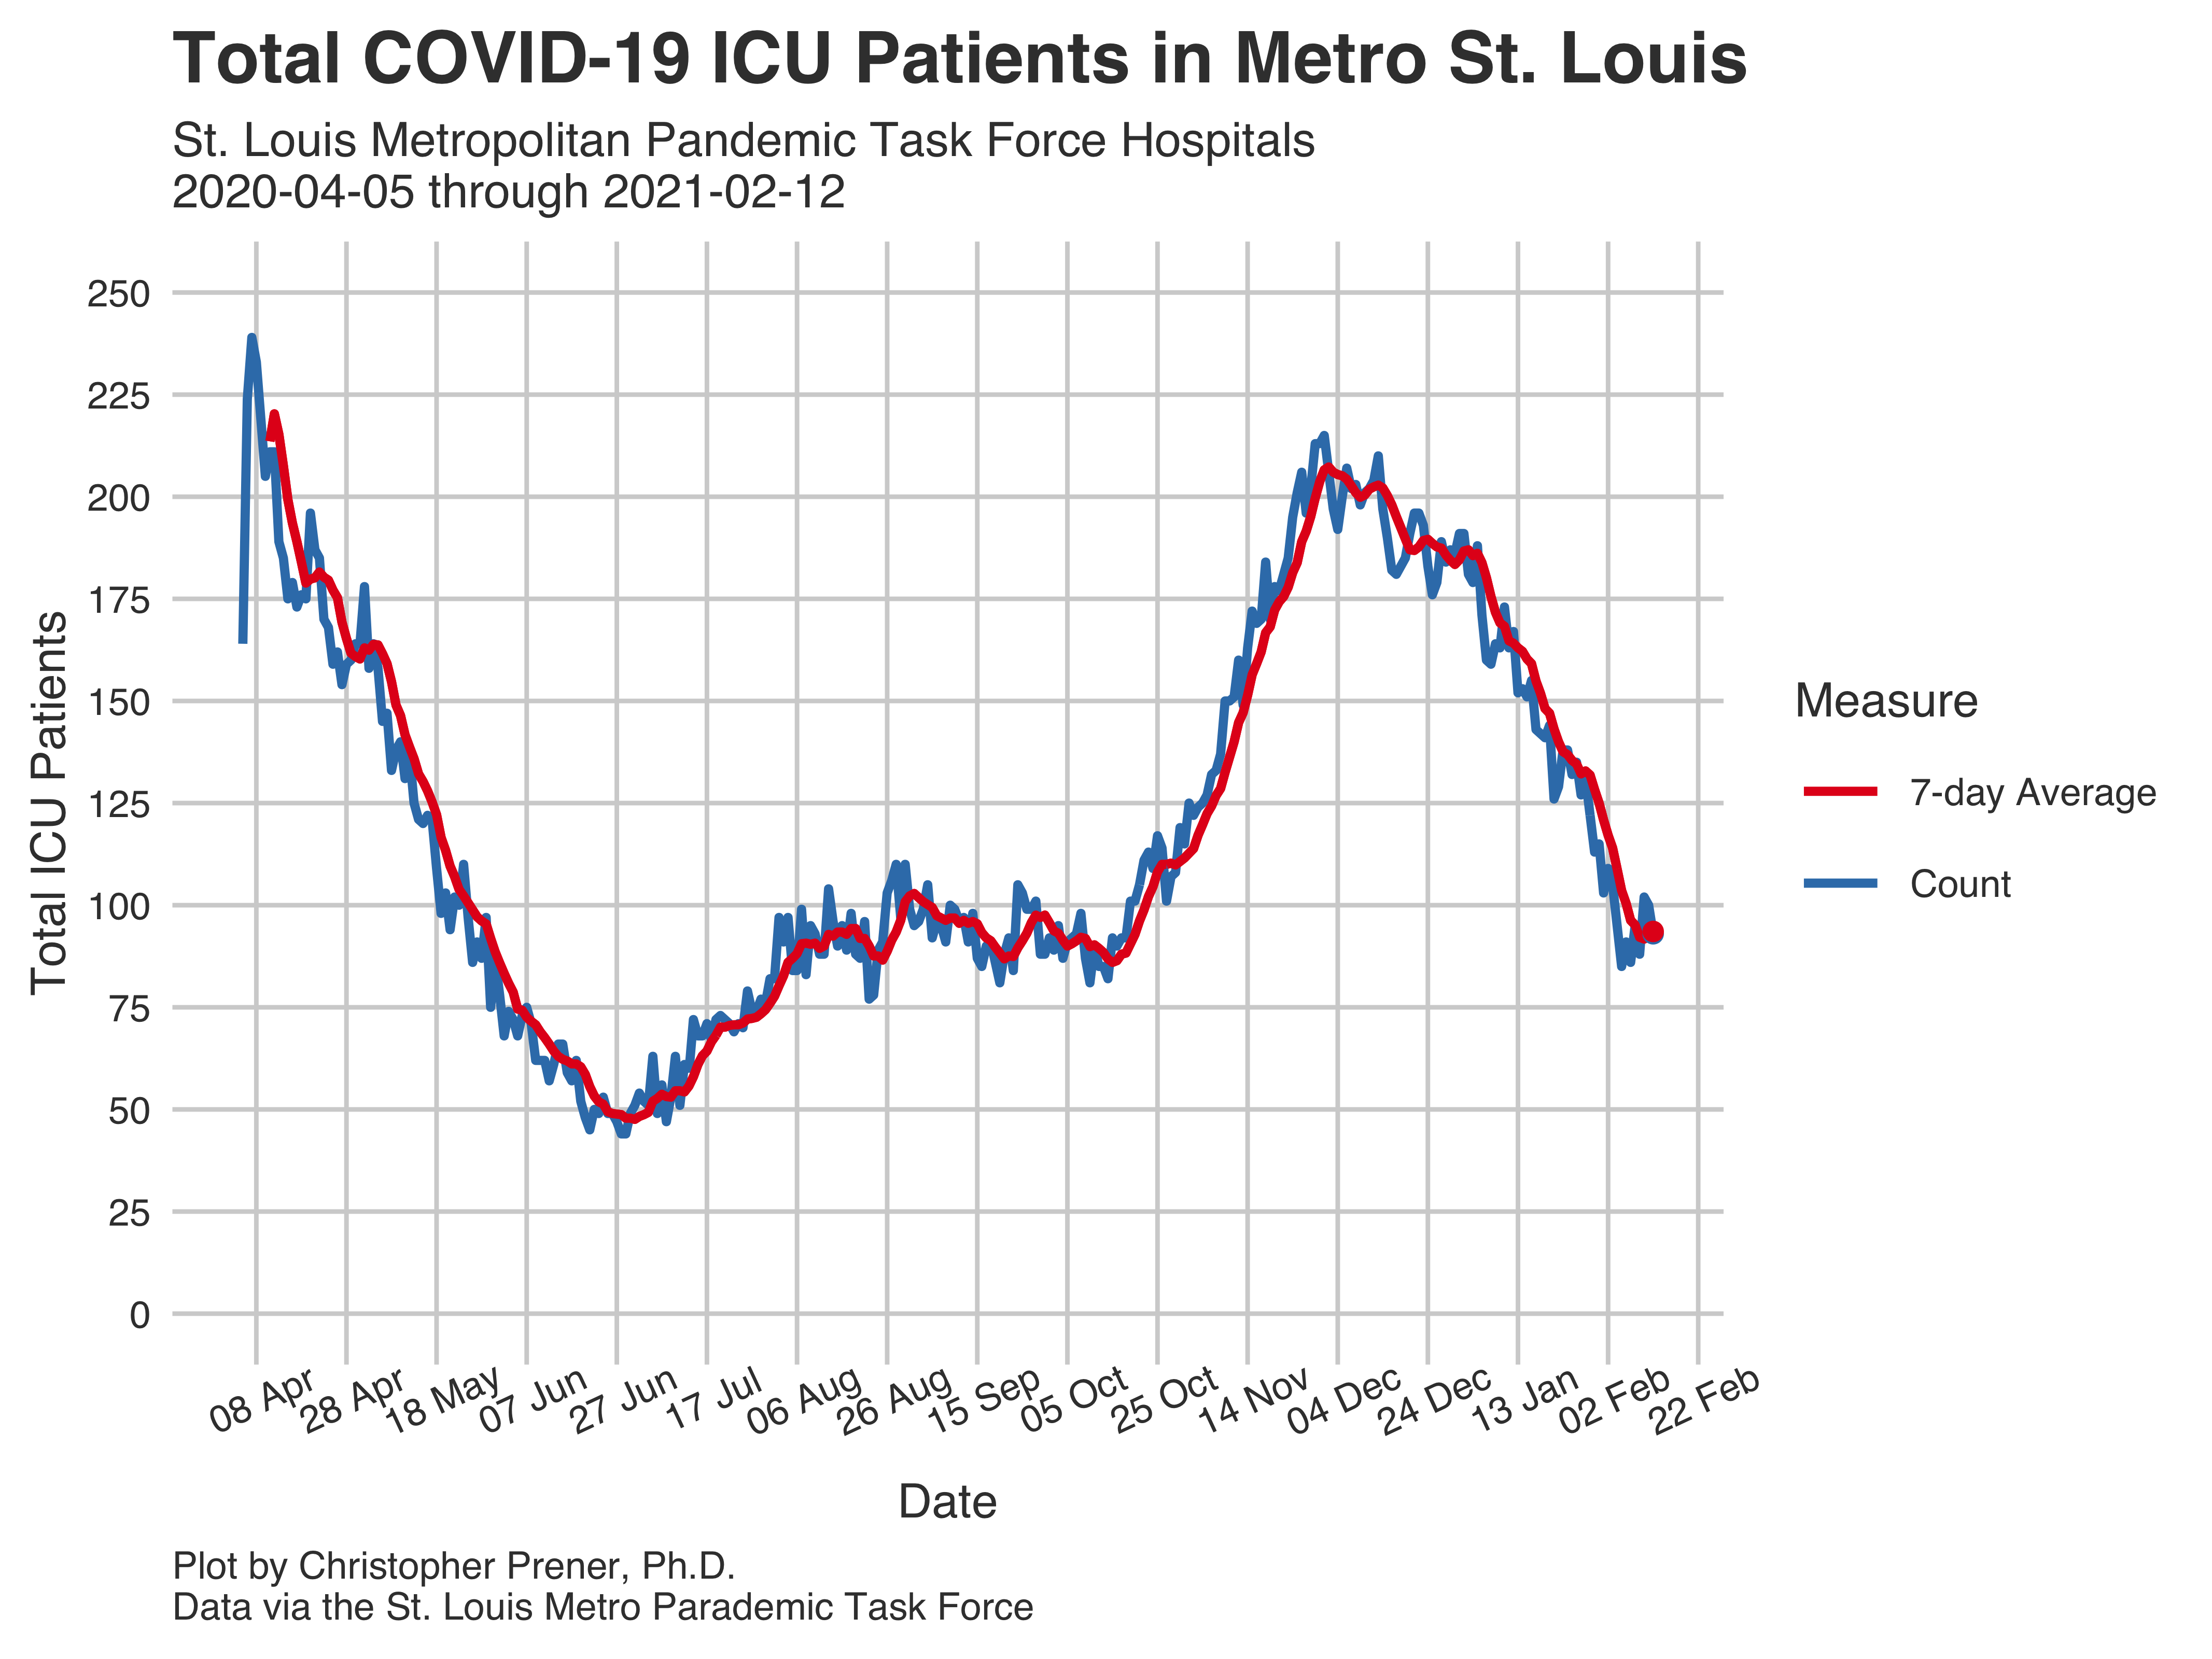 Total COVID-19 ICU Patients in Metro St. Louis
St. Louis Metropolitan Pandemic Task Force Hospitals
2020-04-05 through 2021-02-12
250
225
200
175
150
125
100
75
50
25
0
Total ICU Patients
08 Apr
28 Apr
18 May
07 Jun
27 Jun
17 Jul
06 Aug
26 Aug
15 Sep
05 Oct
25 Oct
14 Nov
04 Dec
24 Dec
13 Jan
02 Feb
22 Feb
Date
Measure
7-day Average
Count
Plot by Christopher Prener, Ph.D.
Data via the St. Louis Metro Parademic Task Force